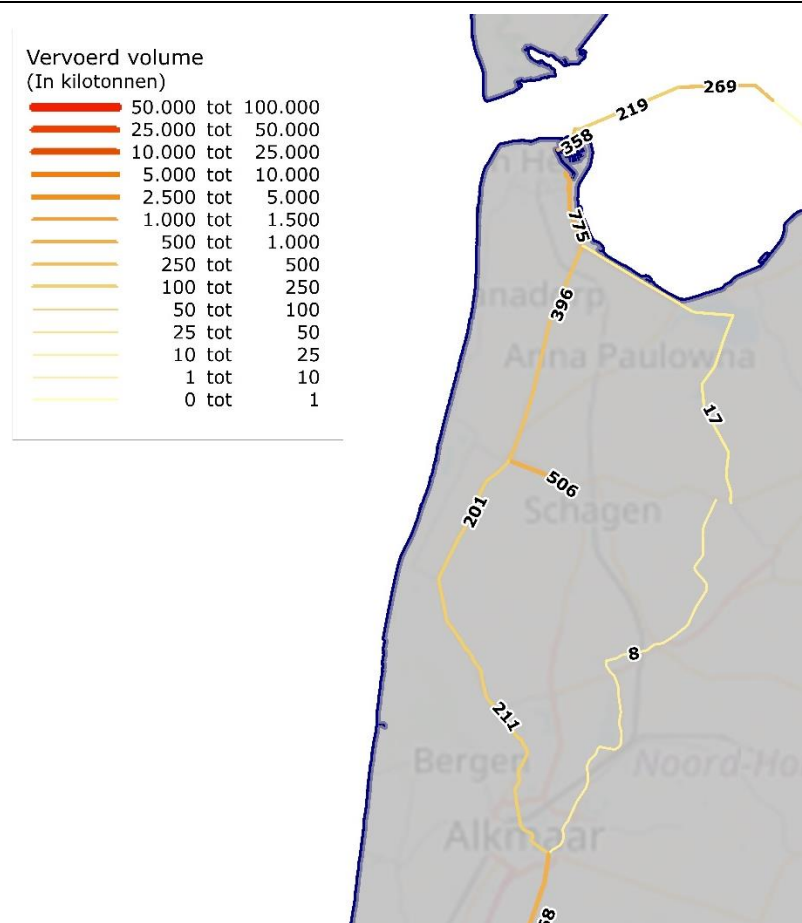 Vervoerd volume
(In kilotonnen)
50.000 tot 100.000
25.000 tot 50.000
10.000 tot 25.000
5.000 tot 10.000
2.500 tot 5.000
1.000 tot 1.500
500 tot 1.000
250 tot 500
100 tot 250
50 tot 100
25 tot 50
10 tot 25
1 tot 10
0 tot 1
269
219
358
775
396
Anna Paulowna
17
506
201
Schagen
8
211
Bergen
Noord-Ho
Alkmaar